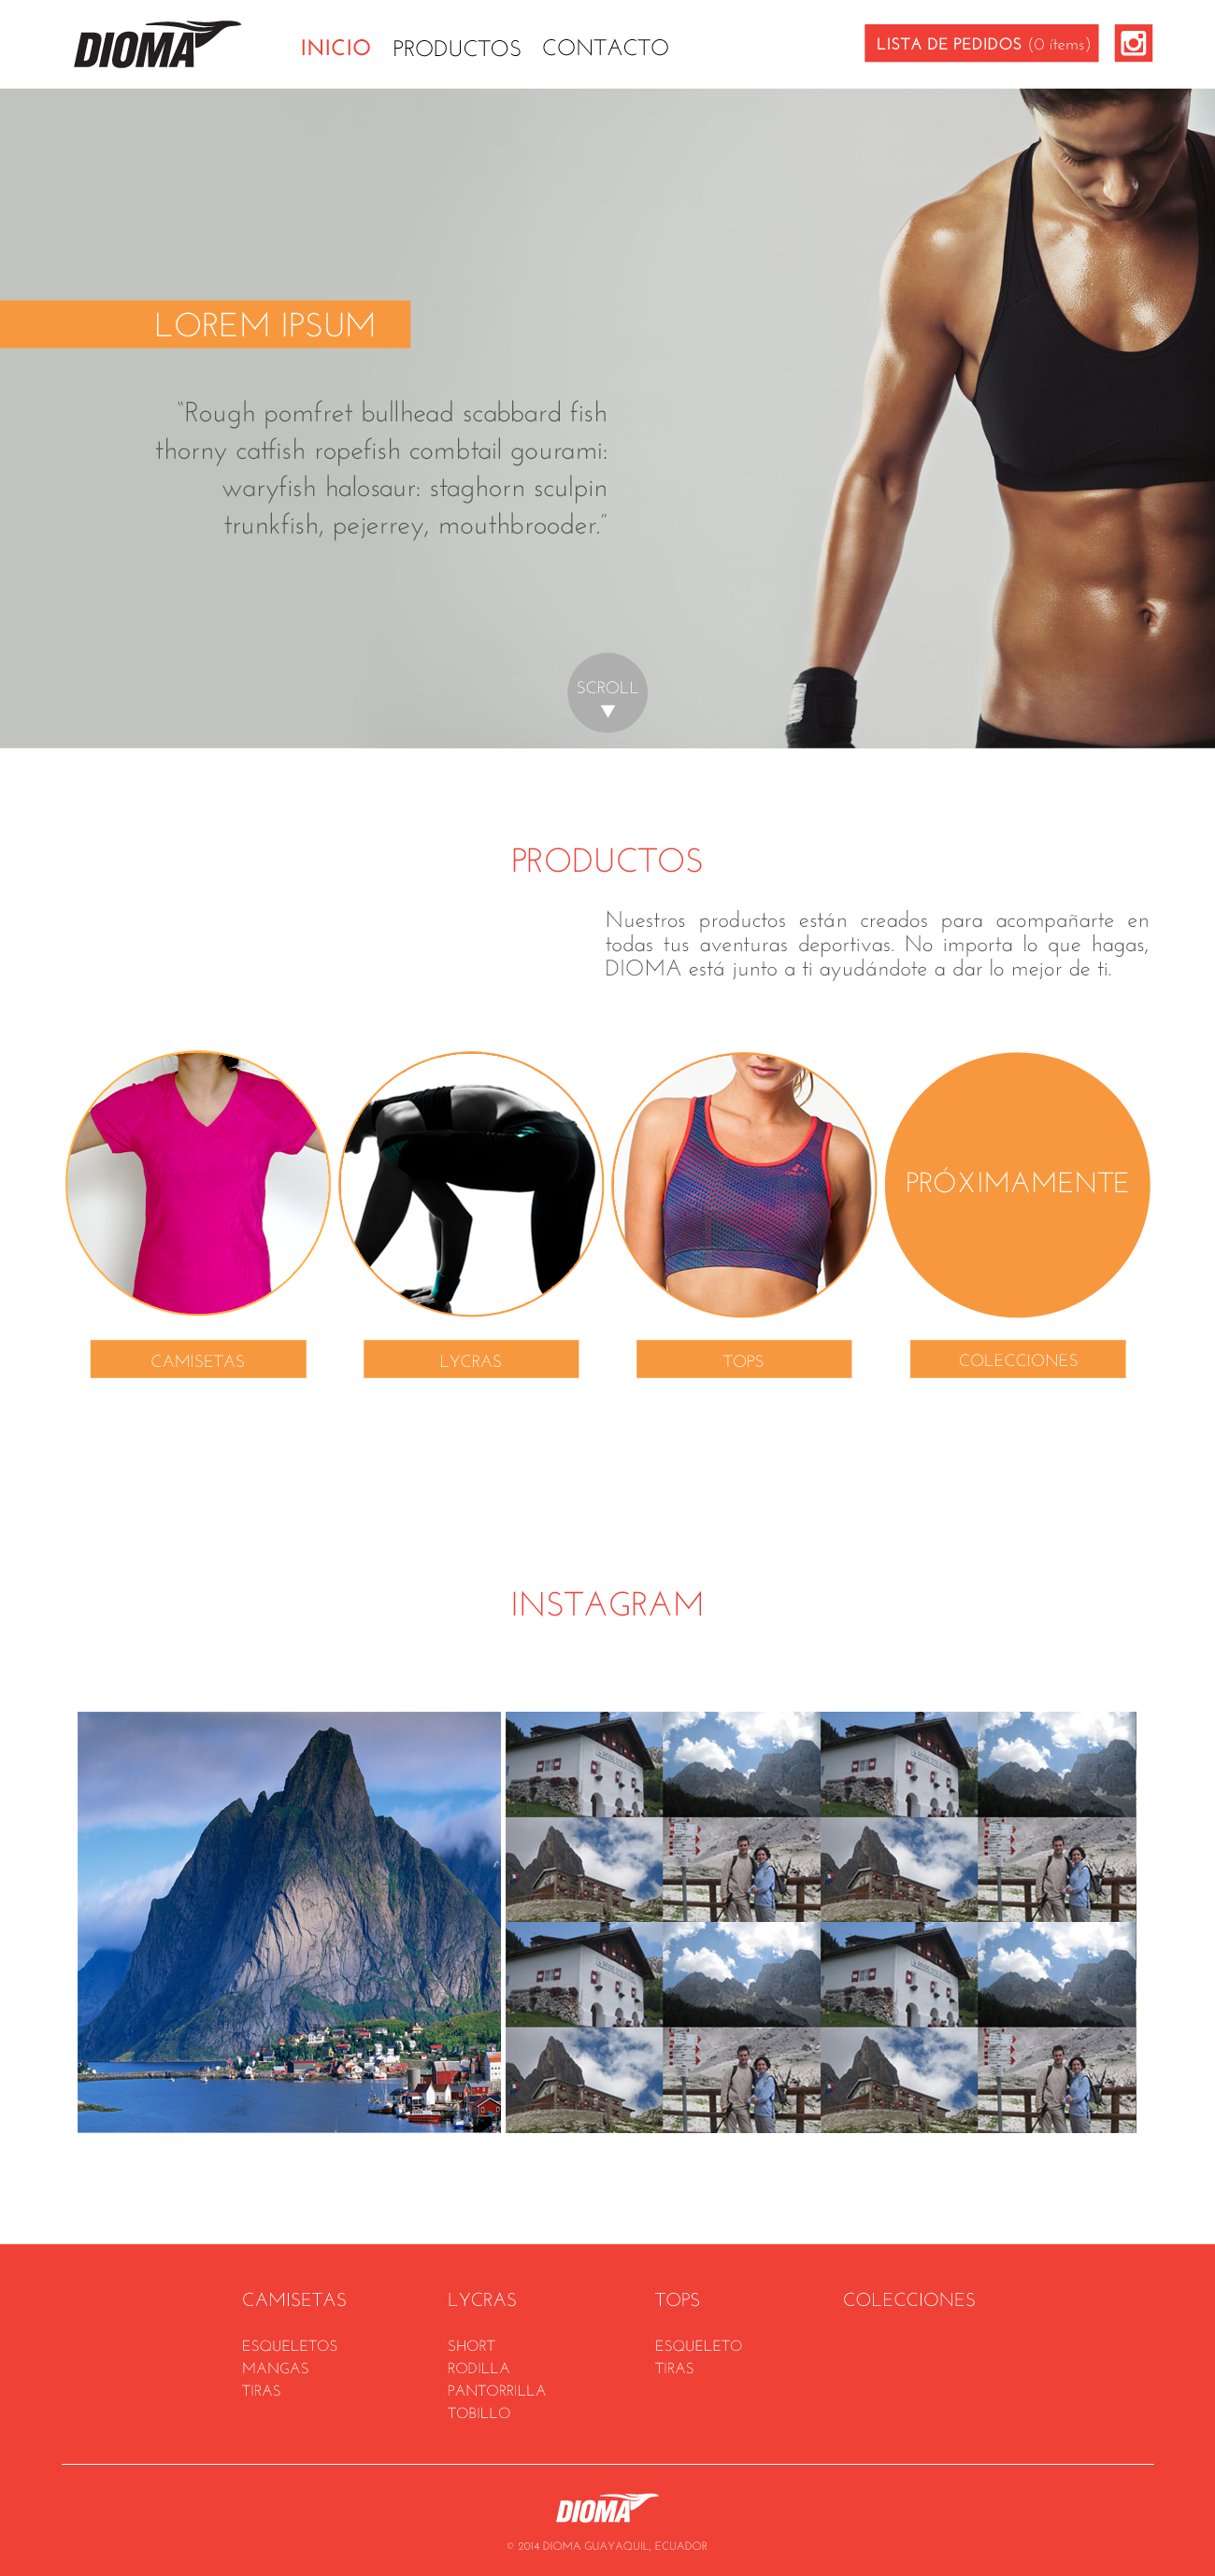 DIOMA
INICIO PRODUCTOS CONTACTO
LISTA DE PEDIDOS (0 ítems)
LOREM IPSUM
“Rough pomfret bullhead scabbard fish
thorny catfish ropefish combtail gourami:
waryfish halosaur: staghorn sculpin
trunkfish, pejerrey, mouthbrooder.”
SCROLL
PRODUCTOS
Nuestros productos están creados para acompañarte en
todas tus aventuras deportivas. No importa lo que hagas,
DIOMA está junto a ti ayudándote a dar lo mejor de ti.
PRÓXIMAMENTE
CAMISETAS
LYCRAS
TOPS
COLECCIONES
INSTAGRAM
CAMISETAS
ESQUELETOS
MANGAS
TIRAS
LYCRAS
SHORT
RODILLA
PANTORRILLA
TOBILLO
TOPS
ESQUELETO
TIRAS
COLECCIONES
DIOMA
© 2014 DIOMA GUAYAQUIL, ECUADOR